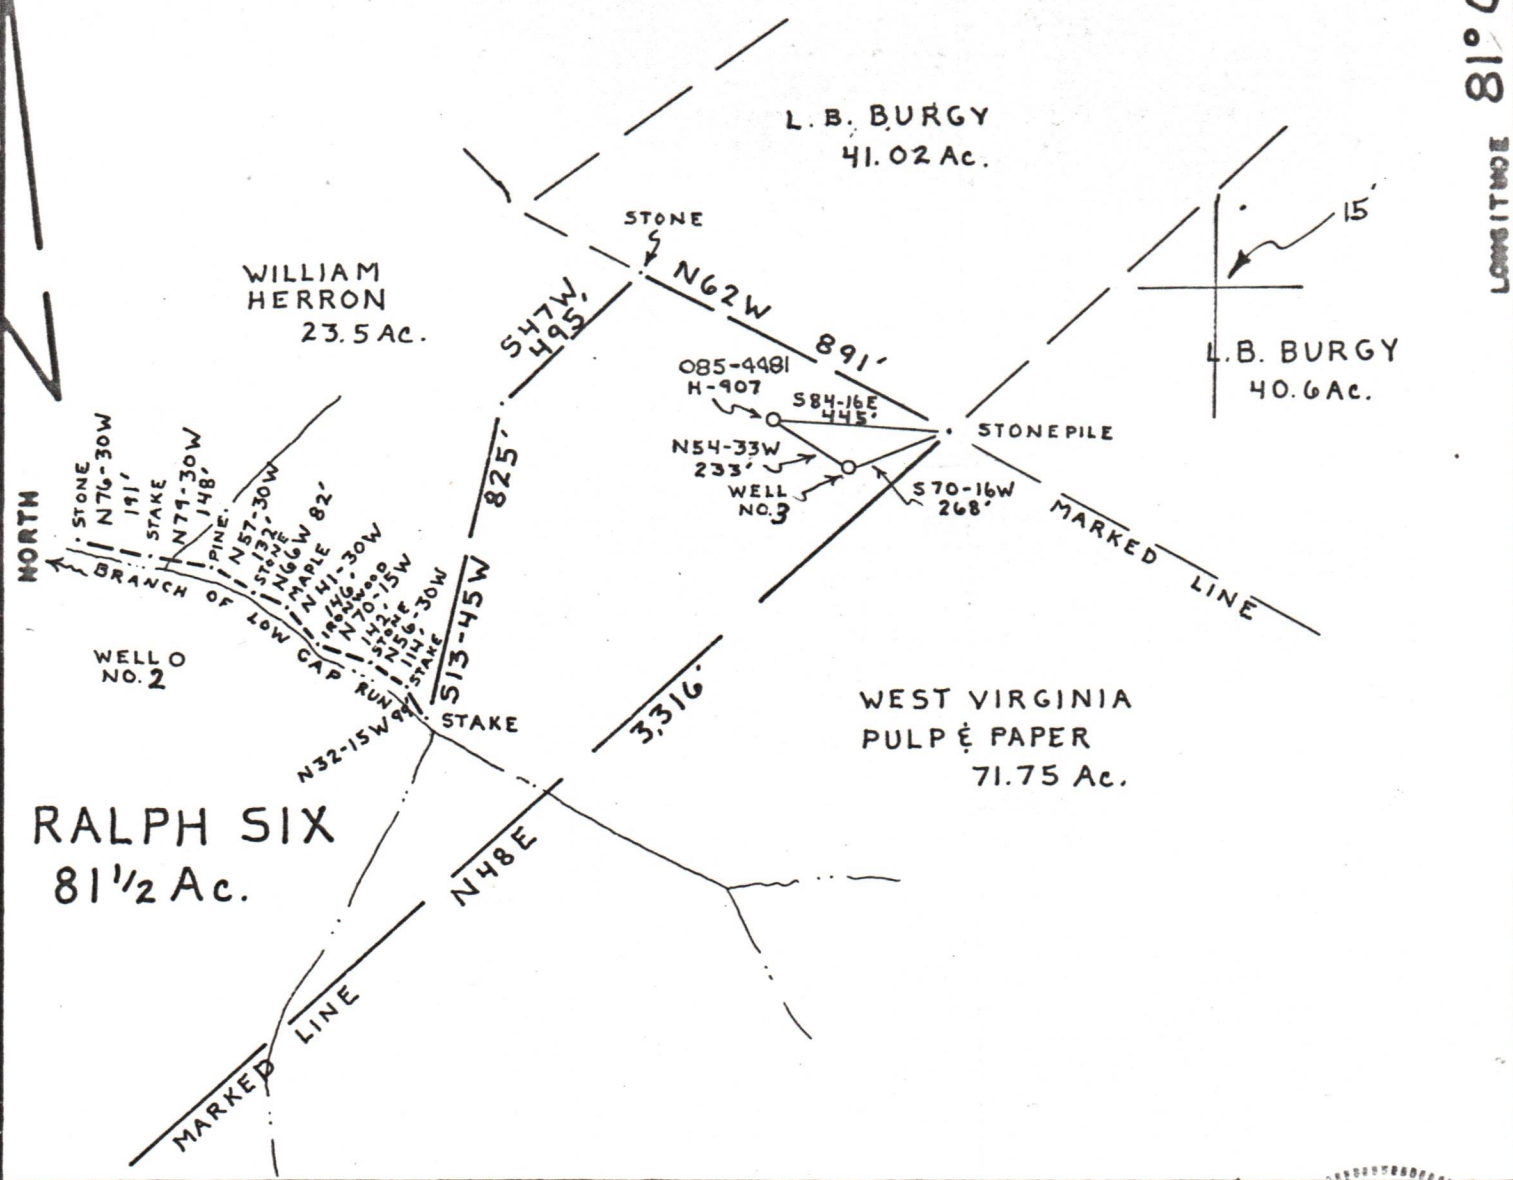 81°
LONGITUDE
L. B. BURGY
41.02 Ac.
15'
STONE
WILLIAM
HERRON
23.5 Ac.
S47W,
495'
N62W 891'
L. B. BURGY
40.6 Ac.
085-4481
H-907
S84-16E
445'
STONEPILE
N54-33W
233'
WELL
NO. 3
S70-16W
268'
MARKED LINE
NORTH
STONE
N76-30W
191'
STAKE
N79-30W
148'
PINE
N57-30W
132'
STONE
N66W 82'
MAPLE
N41-30W
146'
IRONWOOD
N70-15W
142'
STONE
N56-30W
114'
STAKE
S13-45W 825'
BRANCH OF LOW GAP RUN
WELL
NO. 2
N32-15W 99'
STAKE
3,316'
WEST VIRGINIA
PULP & PAPER
71.75 Ac.
RALPH SIX
81 1/2 Ac.
N48E
MARKED LINE